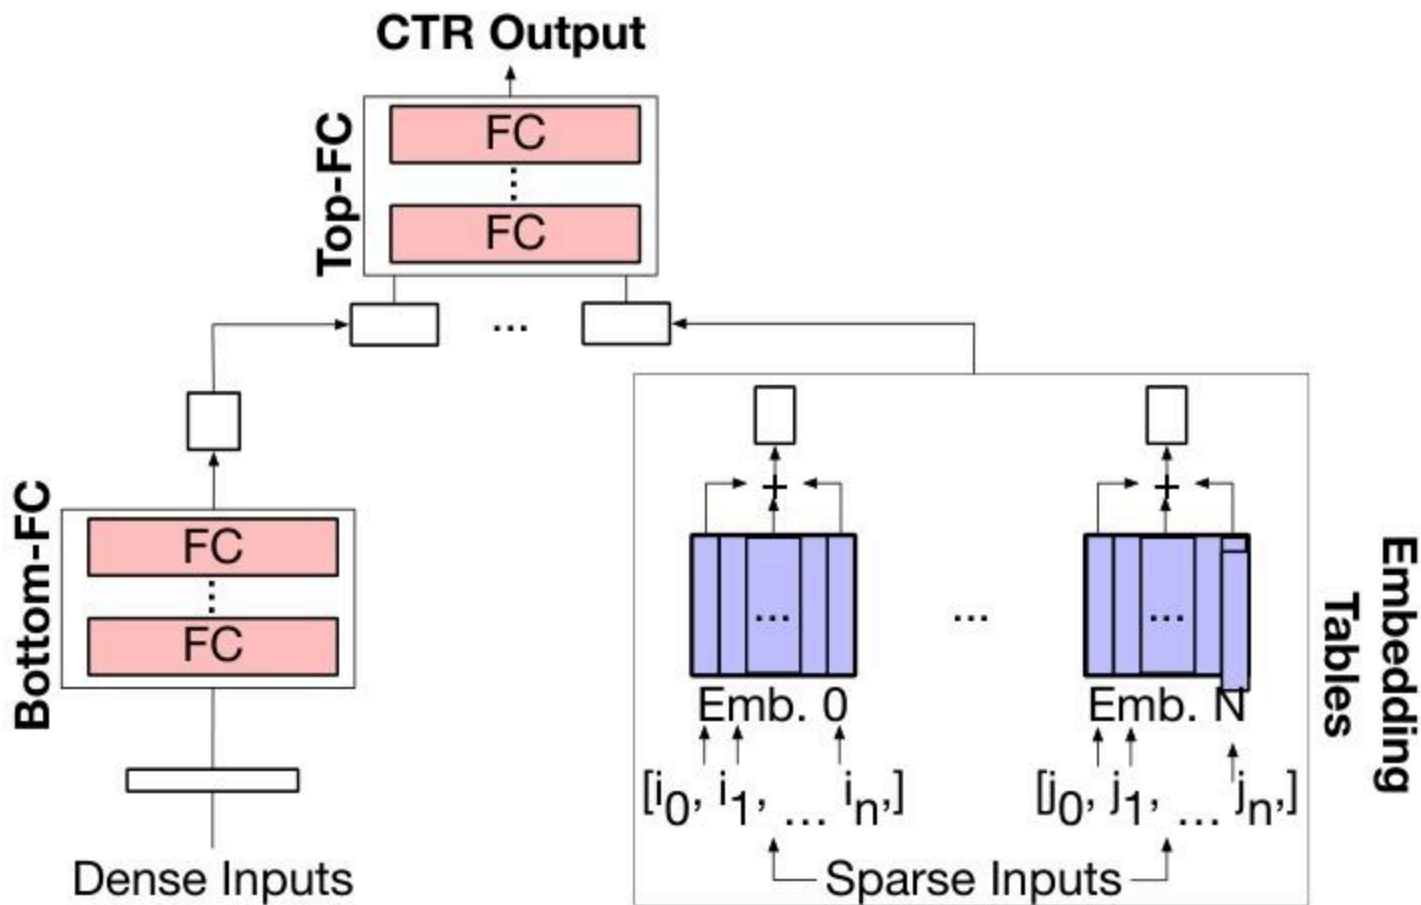 CTR Output
Top-FC
FC
⋮
FC
...
Bottom-FC
FC
⋮
FC
Dense Inputs
+
+
...
...
...
Emb. 0
Emb. N
[i0, i1, ... in,]
[j0, j1, ... jn,]
Sparse Inputs
Embedding
Tables